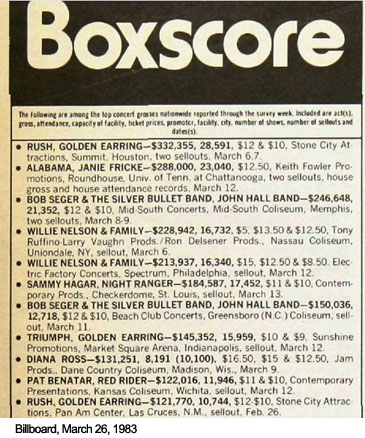 Boxscore
The following are among the top concert grosses nationwide reported through the survey week. Included are act(s),
gross, attendance, capacity of facility, ticket prices, promoter, facility, city, number of shows, number of sellouts and
dates(s).
• RUSH, GOLDEN EARRING—$332,355, 28,591, $12 & $10, Stone City At-
tractions, Summit, Houston, two sellouts, March 6,7.
• ALABAMA, JANIE FRICKE—$288,000, 23,040, $12.50, Keith Fowler Pro-
motions, Roundhouse, Univ. of Tenn. at Chattanooga, two sellouts, house
gross and house attendance records, March 12.
• BOB SEGER & THE SILVER BULLET BAND, JOHN HALL BAND—$246,648,
21,352, $12 & $10, Mid-South Concerts, Mid-South Coliseum, Memphis,
two sellouts, March 8-9.
• WILLIE NELSON & FAMILY—$228,942, 16,732, $5, $13.50 & $12.50, Tony
Ruffino-Larry Vaughn Prods./Ron Delsener Prods., Nassau Coliseum,
Uniondale, NY, sellout, March 6.
• WILLIE NELSON & FAMILY—$213,937, 16,340, $15, $12.50 & $8.50. Elec-
tric Factory Concerts, Spectrum, Philadelphia, sellout, March 12.
• SAMMY HAGAR, NIGHT RANGER—$184,587, 17,452, $11 & $10, Contem-
porary Prods., Checkerdome, St. Louis, sellout, March 13.
• BOB SEGER & THE SILVER BULLET BAND, JOHN HALL BAND—$150,036,
12,718, $12 & $10, Beach Club Concerts, Greensboro (N.C.) Coliseum, sell-
out, March 11.
• TRIUMPH, GOLDEN EARRING—$145,352, 15,959, $10 & $9, Sunshine
Promotions, Market Square Arena, Indianapolis, sellout, March 12.
• DIANA ROSS—$131,251, 8,191 (10,100), $16.50, $15 & $12.50, Jam
Prods., Dane Country Coliseum, Madison, Wis., March 9.
• PAT BENATAR, RED RIDER—$122,016, 11,946, $11 & $10, Contemporary
Presentations, Kansas Coliseum, Wichita, sellout, March 12.
• RUSH, GOLDEN EARRING—$121,770, 10,744, $12-$10, Stone City Attrac-
tions, Pan Am Center, Las Cruces, N.M., sellout, Feb. 26.
Billboard, March 26, 1983